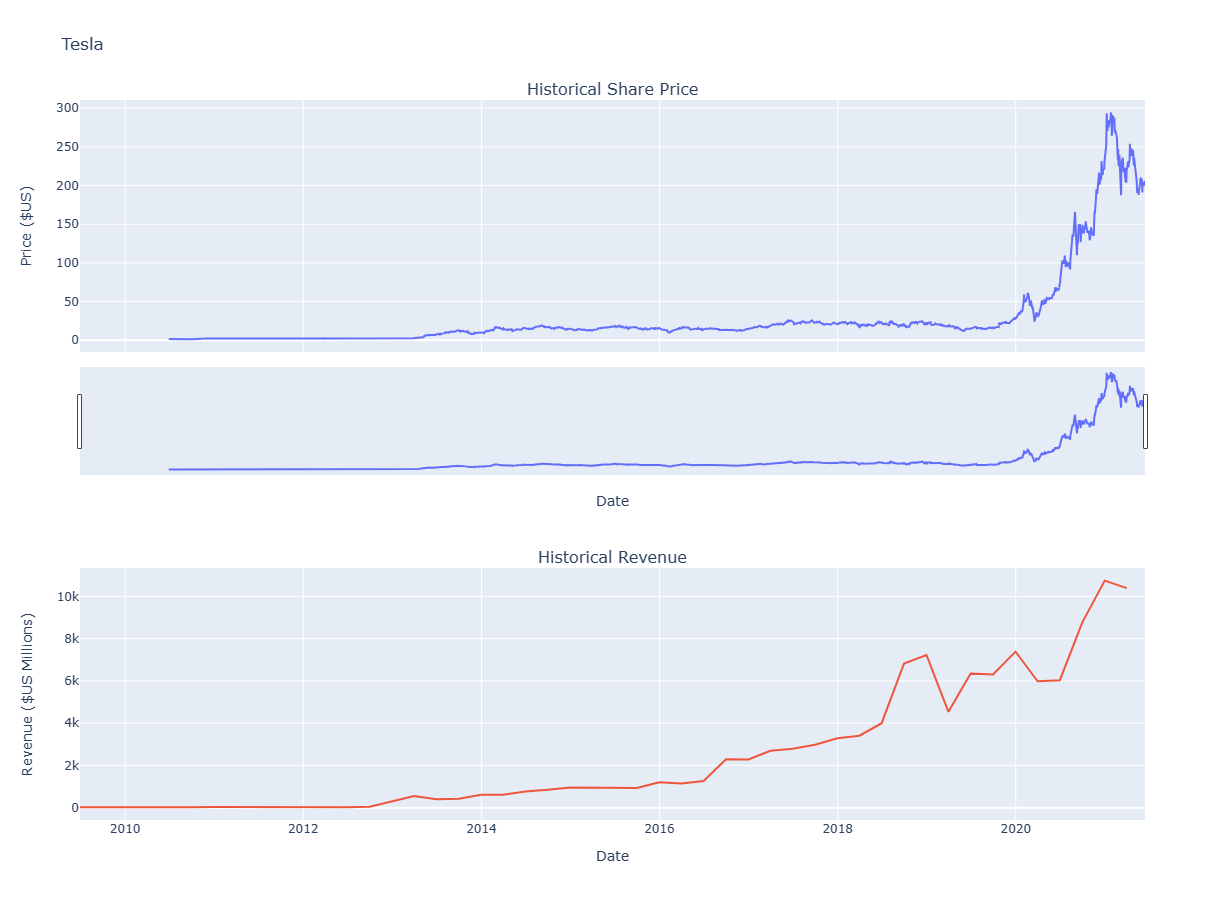 Tesla
Historical Share Price
300
250
200
150
100
50
0
Price ($US)
Date
Historical Revenue
10k
8k
6k
4k
2k
0
Revenue ($US Millions)
2010 2012 2014 2016 2018 2020
Date